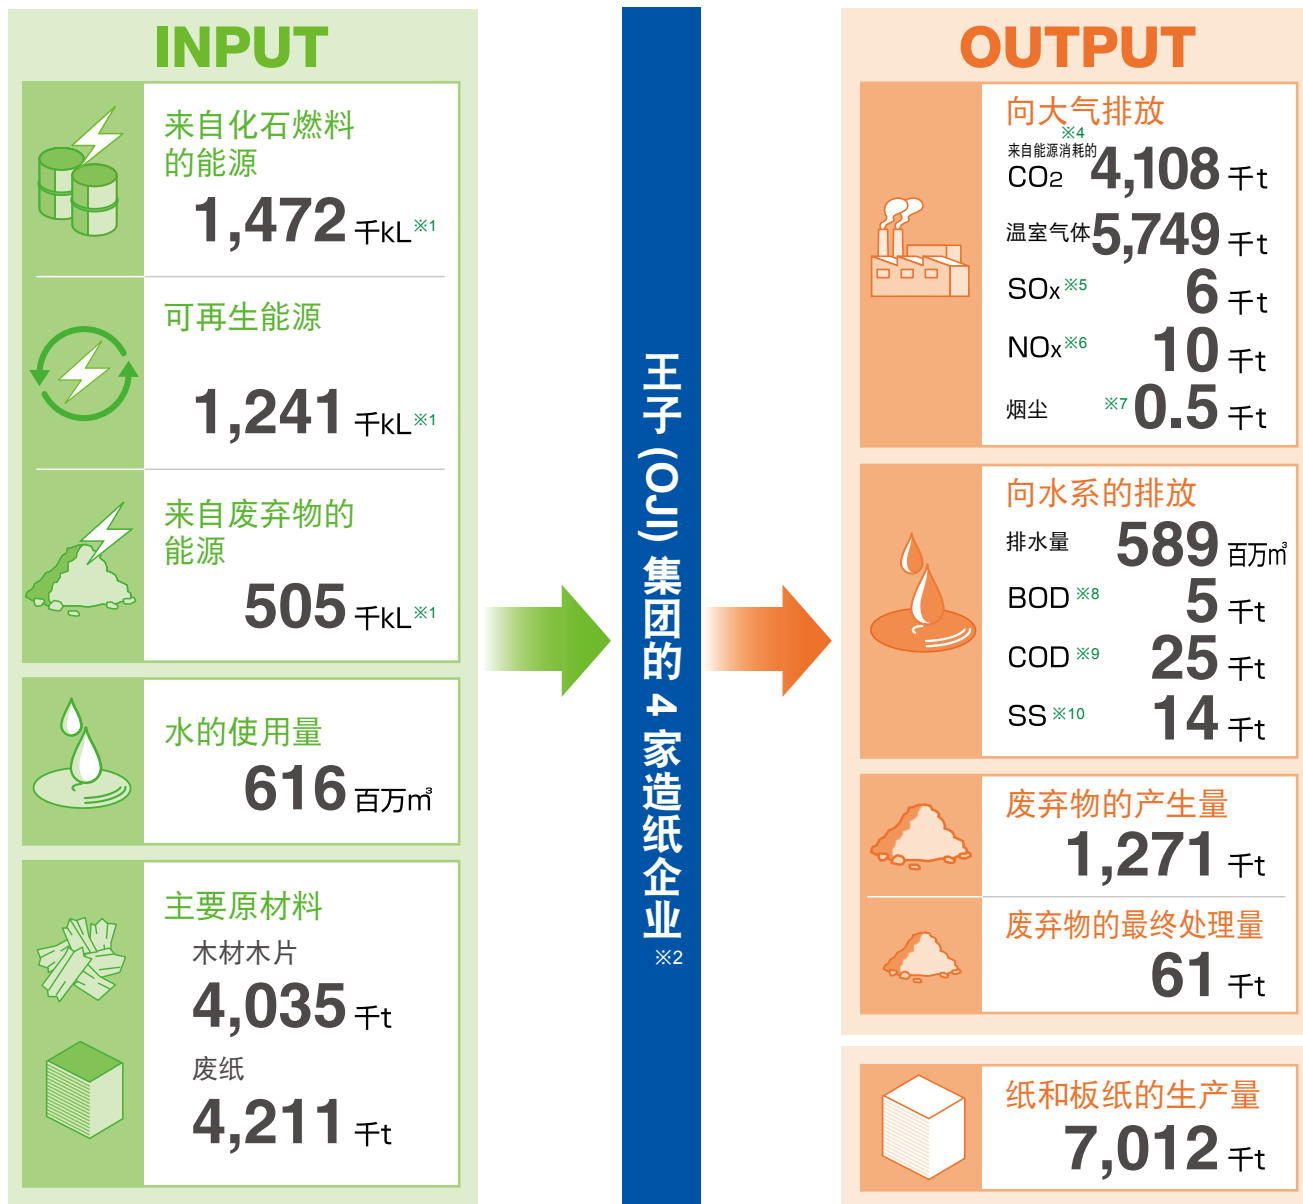 INPUT
来自化石燃料
的能源
1,472 千kL※1
可再生能源
1,241 千kL※1
来自废弃物的
能源
505 千kL※1
水的使用量
616 百万㎥
主要原材料
木材木片
4,035 千t
废纸
4,211 千t
王子(OJI)集团的4家造纸企业
※2
OUTPUT
向大气排放
※4
来自能源消耗的
CO2 4,108 千t
温室气体 5,749 千t
SOx※5 6 千t
NOx※6 10 千t
烟尘 ※7 0.5 千t
向水系的排放
排水量 589 百万㎥
BOD ※8 5 千t
COD ※9 25 千t
SS ※10 14 千t
废弃物的产生量
1,271 千t
废弃物的最终处理量
61 千t
纸和板纸的生产量
7,012 千t